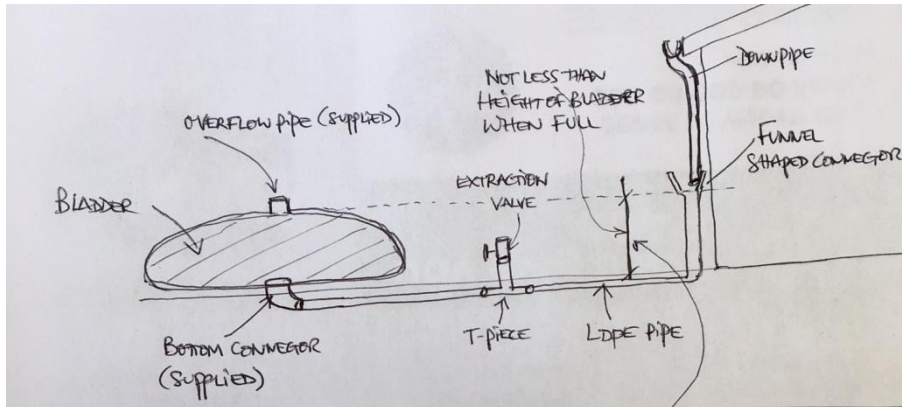 DOWNPIPE
NOT LESS THAN
HEIGHT OF BLADDER
WHEN FULL
OVERFLOW PIPE (SUPPLIED)
FUNNEL
SHAPED CONNECTOR
EXTRACTION
VALVE
BLADDER
BOTTOM CONNECTOR
(SUPPLIED)
T-PIECE
LDPE PIPE